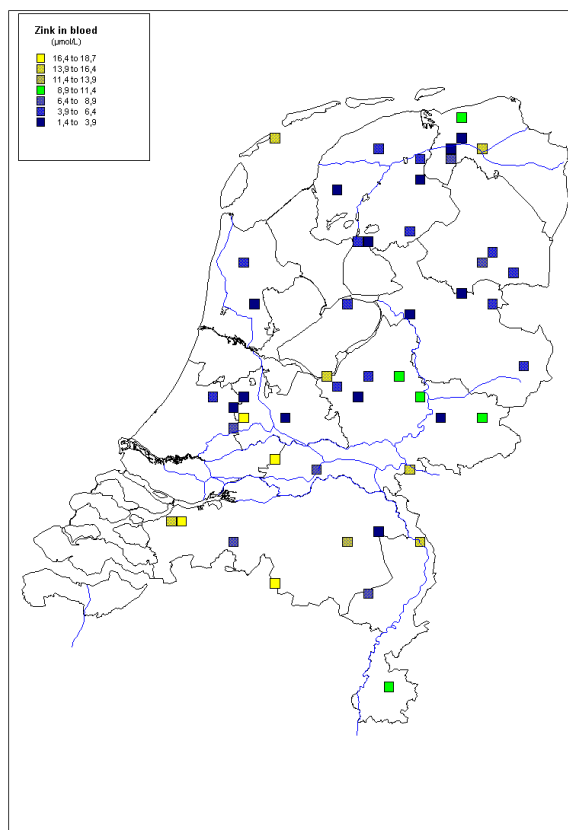 Zink in bloed
(µmol/L)
16,4 to 18,7
13,9 to 16,4
11,4 to 13,9
8,9 to 11,4
6,4 to 8,9
3,9 to 6,4
1,4 to 3,9